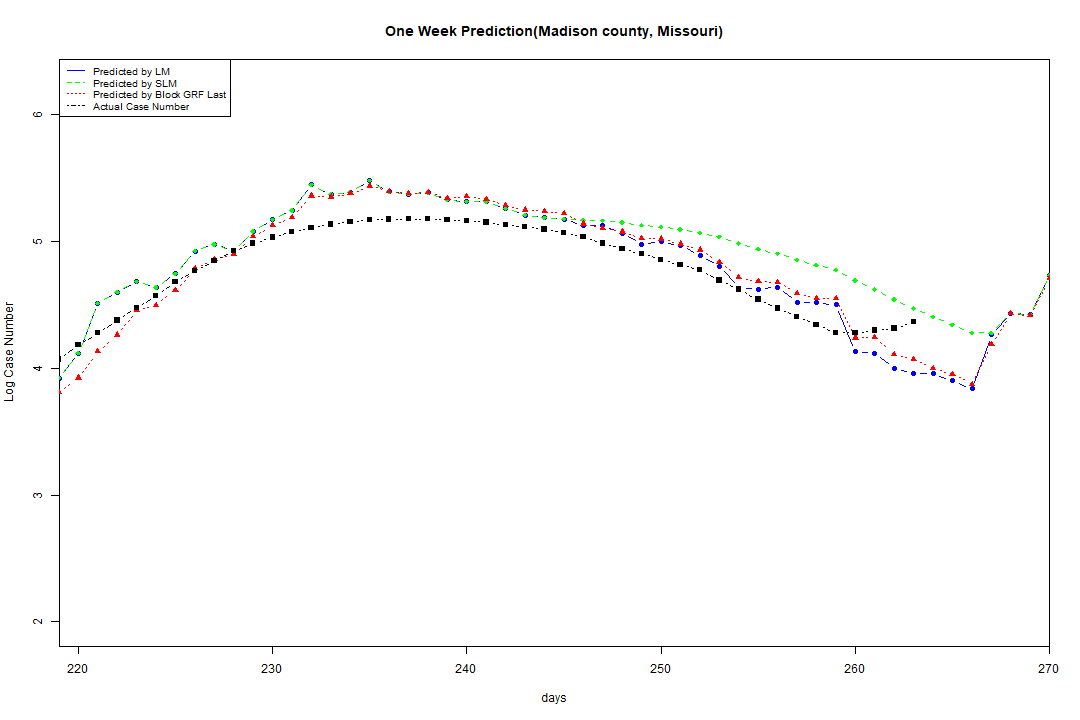 One Week Prediction(Madison county, Missouri)
Predicted by LM
Predicted by SLM
Predicted by Block GRF Last
Actual Case Number
6
5
4
3
2
Log Case Number
220 230 240 250 260 270
days